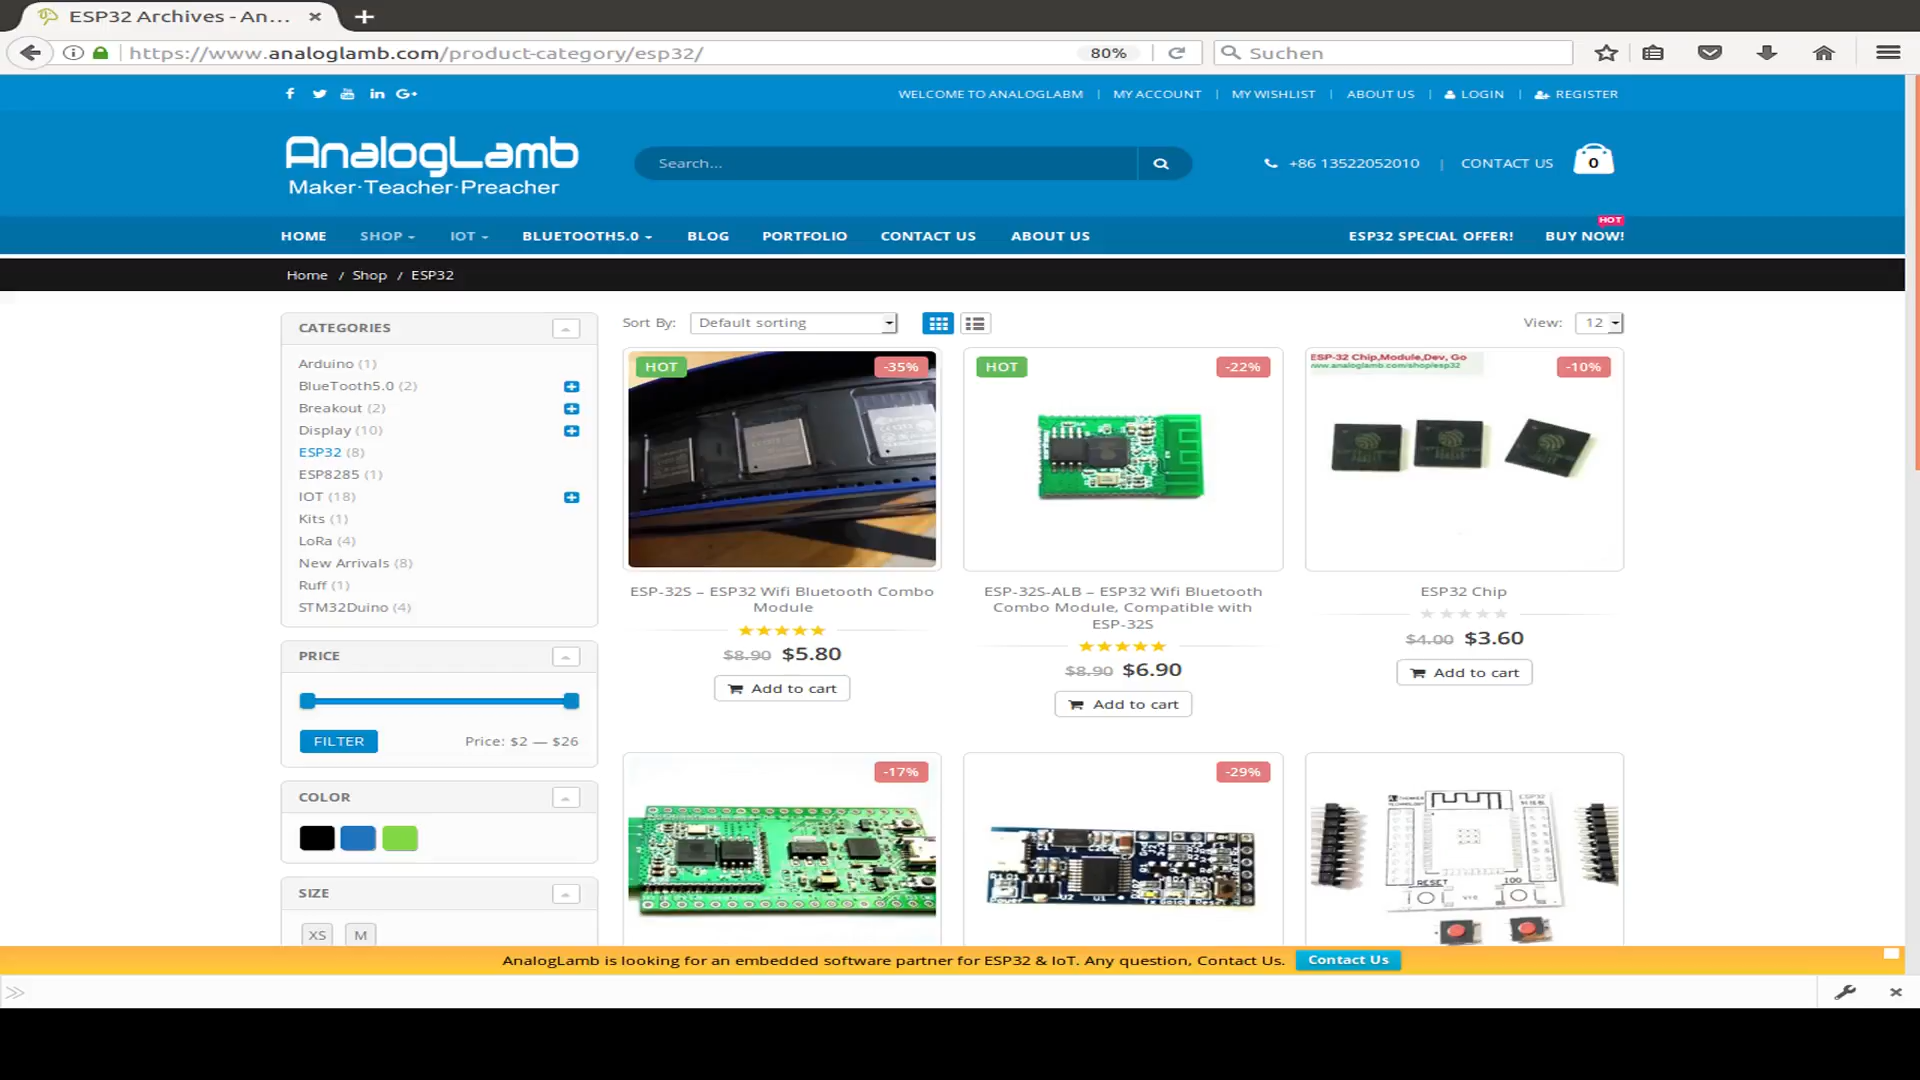 ESP32 Archives - An...
https://www.analoglamb.com/product-category/esp32/
80%
Suchen
WELCOME TO ANALOGLABM | MY ACCOUNT | MY WISHLIST | ABOUT US | LOGIN | REGISTER
AnalogLamb
Maker·Teacher·Preacher
Search...
+86 13522052010 | CONTACT US
0
HOT
HOME SHOP IOT BLUETOOTH5.0 BLOG PORTFOLIO CONTACT US ABOUT US ESP32 SPECIAL OFFER! BUY NOW!
Home / Shop / ESP32
CATEGORIES
Arduino (1)
BlueTooth5.0 (2)
Breakout (2)
Display (10)
ESP32 (8)
ESP8285 (1)
IOT (18)
Kits (1)
LoRa (4)
New Arrivals (8)
Ruff (1)
STM32Duino (4)
PRICE
FILTER Price: $2 — $26
COLOR
SIZE
XS M
Sort By: Default sorting
View: 12
HOT -35%
ESP-32S – ESP32 Wifi Bluetooth Combo
Module
$8.90 $5.80
Add to cart
HOT -22%
ESP-32S-ALB – ESP32 Wifi Bluetooth
Combo Module, Compatible with
ESP-32S
$8.90 $6.90
Add to cart
ESP-32 Chip,Module,Dev, Go
www.analoglamb.com/shop/esp32
-10%
ESP32 Chip
$4.00 $3.60
Add to cart
-17%
-29%
ESP32
RESET
AnalogLamb is looking for an embedded software partner for ESP32 & IoT. Any question, Contact Us. Contact Us